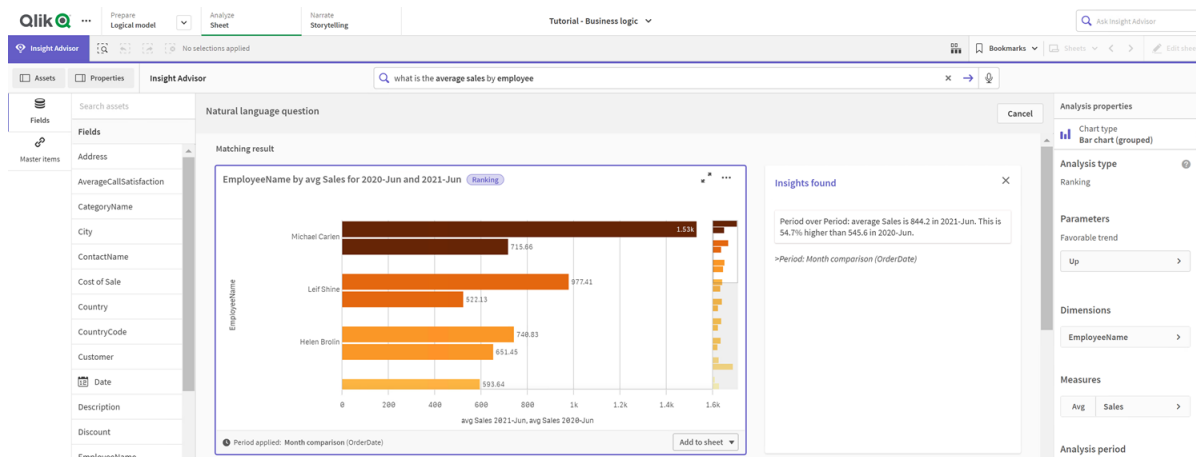 Qlik
Prepare
Logical model
Analyze
Sheet
Narrate
Storytelling
Tutorial - Business logic
Ask Insight Advisor
Insight Advisor
No selections applied
Bookmarks
Sheets
Edit shee
Assets
Properties
Insight Advisor
what is the average sales by employee
Fields
Master items
Search assets
Fields
Address
AverageCallSatisfaction
CategoryName
City
ContactName
Cost of Sale
Country
CountryCode
Customer
Date
Description
Discount
EmployeeName
Natural language question
Cancel
Matching result
EmployeeName by avg Sales for 2020-Jun and 2021-Jun
Ranking
EmployeeName
Michael Carlen
1.53k
715.66
Leif Shine
977.41
522.13
Helen Brolin
740.83
651.45
593.64
0 200 400 600 800 1k 1.2k 1.4k 1.6k
avg Sales 2021-Jun, avg Sales 2020-Jun
Period applied: Month comparison (OrderDate)
Add to sheet
Insights found
Period over Period: average Sales is 844.2 in 2021-Jun. This is
54.7% higher than 545.6 in 2020-Jun.
>Period: Month comparison (OrderDate)
Analysis properties
Chart type
Bar chart (grouped)
Analysis type
Ranking
Parameters
Favorable trend
Up
Dimensions
EmployeeName
Measures
Avg Sales
Analysis period